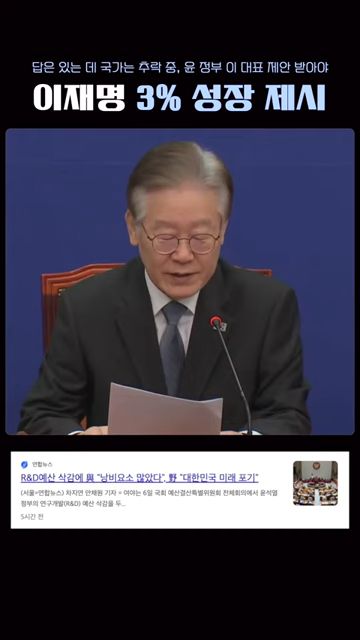 답은 있는 데 국가는 추락 중, 윤 정부 이 대표 제안 받아야
이재명 3% 성장 제시
연합뉴스
R&D예산 삭감에 與 "낭비요소 많았다", 野 "대한민국 미래 포기"
(서울=연합뉴스) 차지연 안채원 기자 = 여야는 6일 국회 예산결산특별위원회 전체회의에서 윤석열
정부의 연구개발(R&D) 예산 삭감을 두...
5시간 전